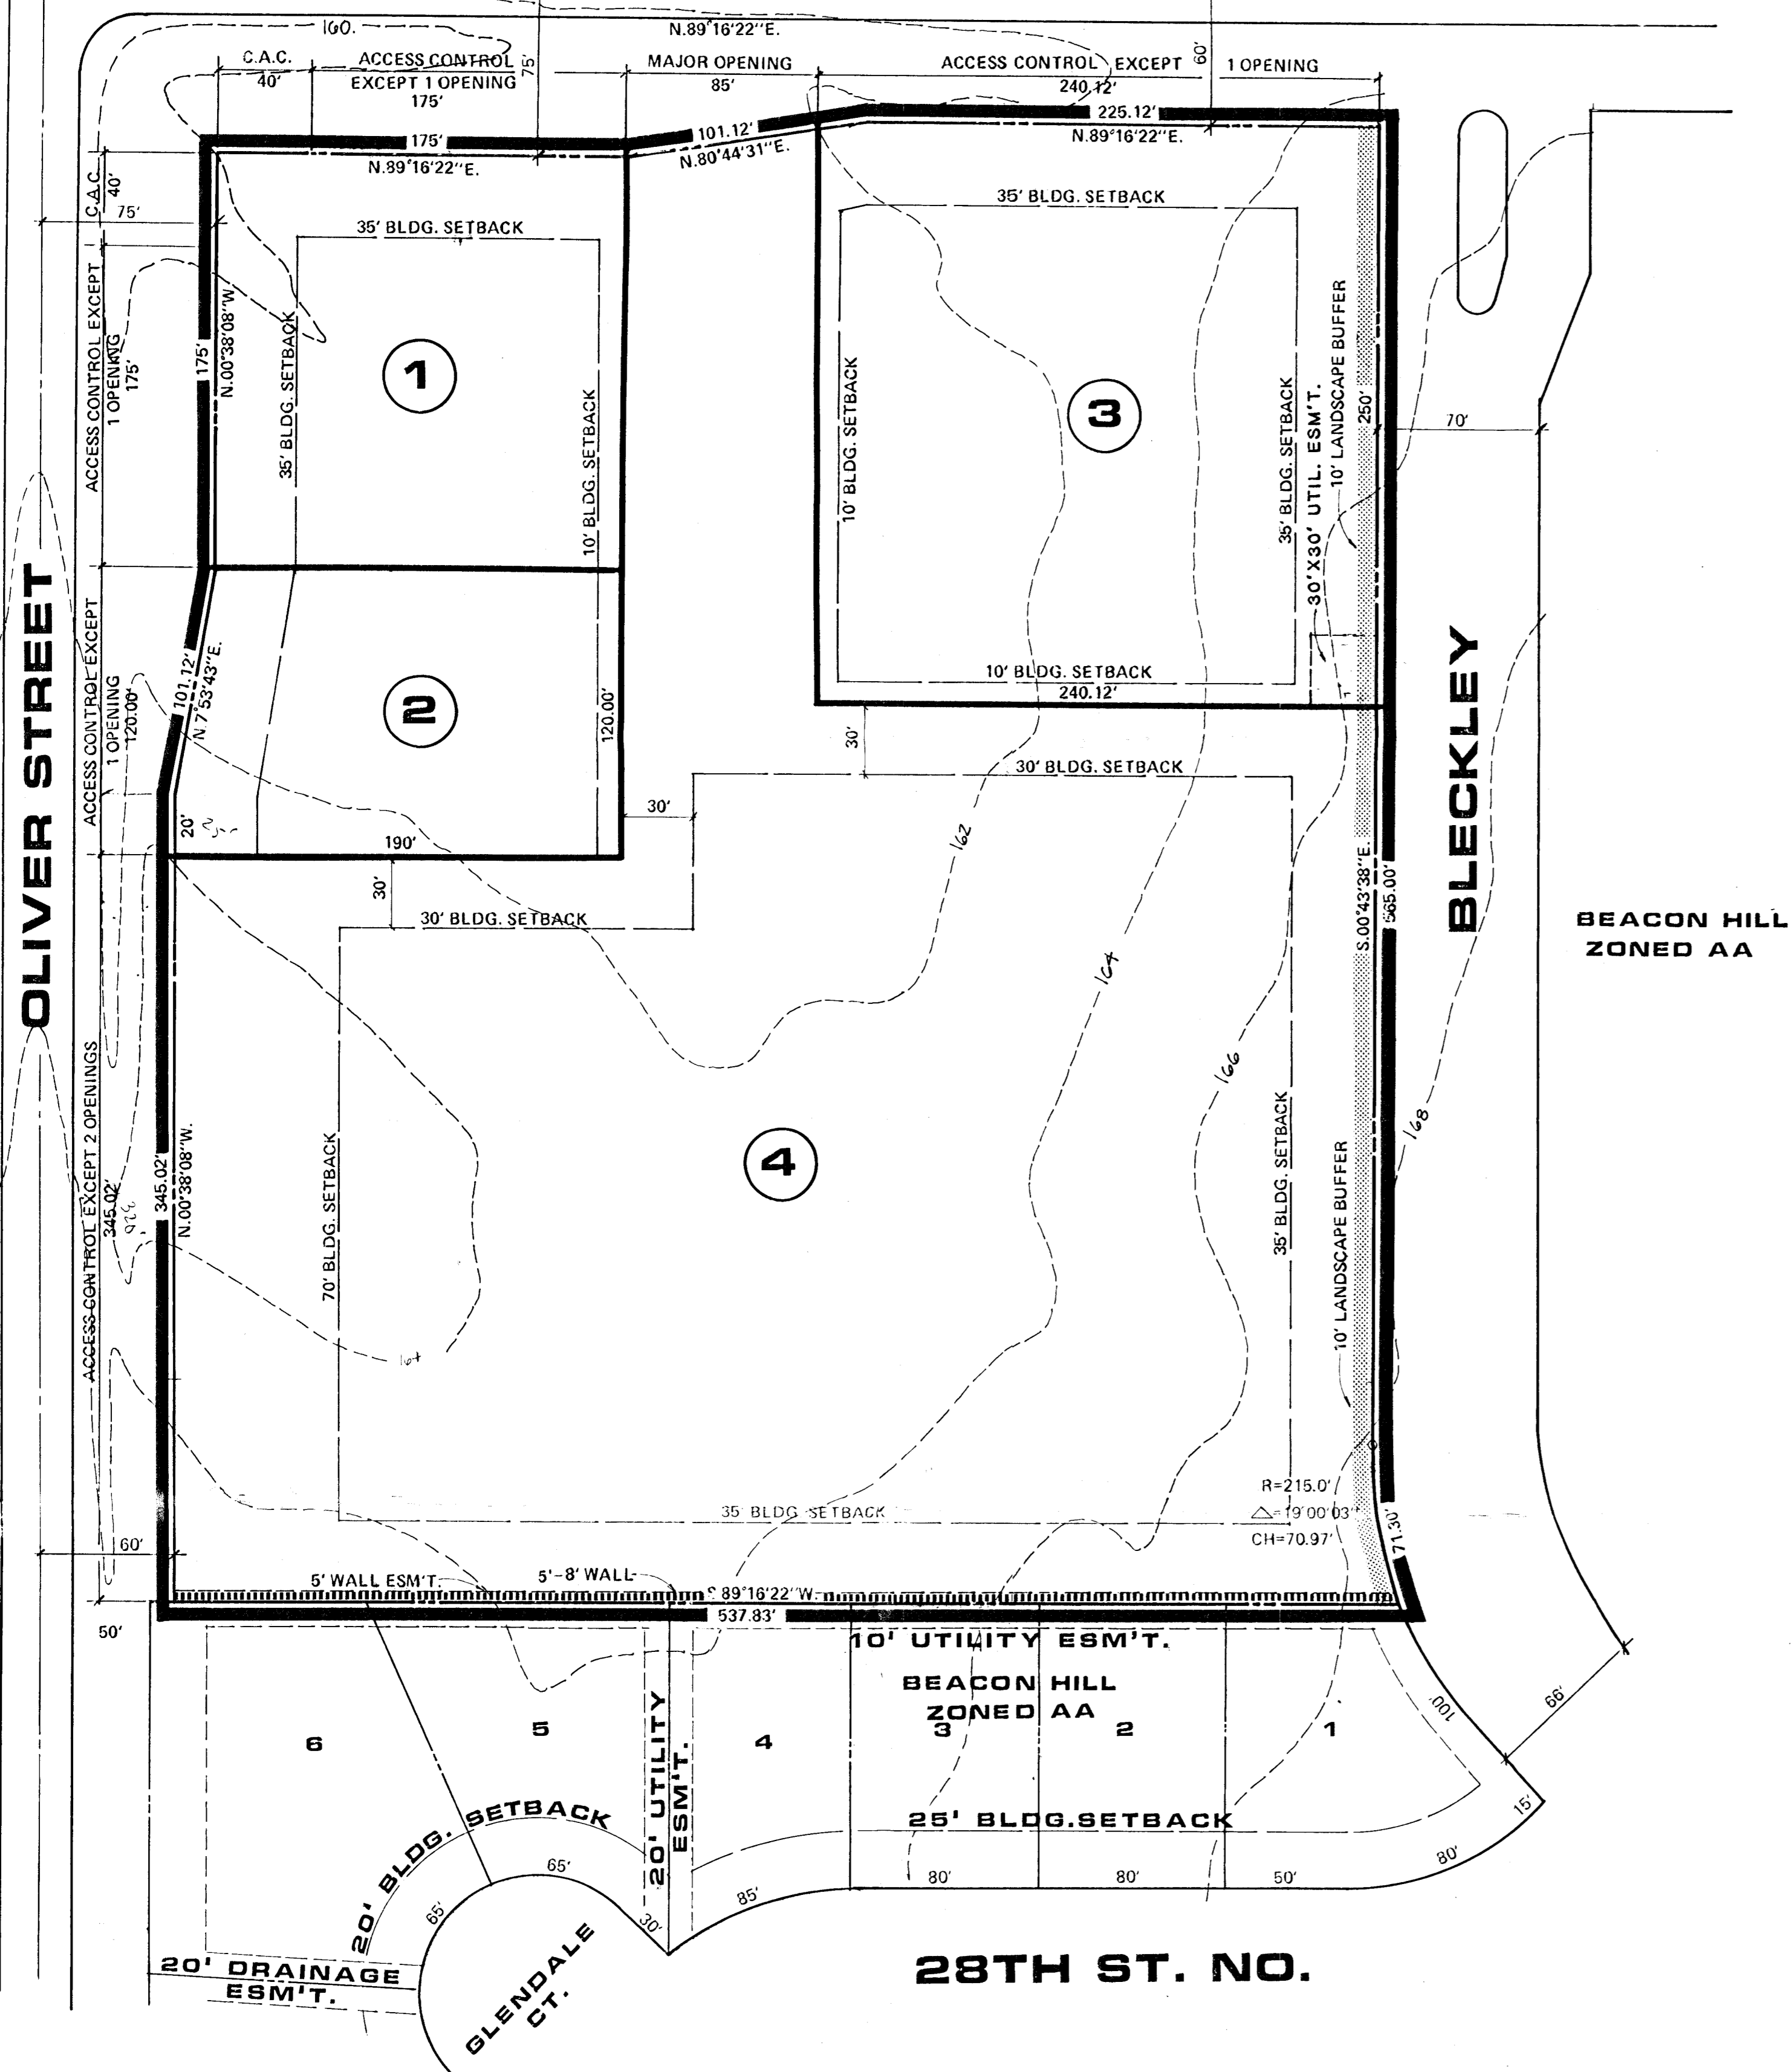 160.
N.89°16'22"E.
C.A.C.
40'
ACCESS CONTROL
EXCEPT 1 OPENING
175'
75'
MAJOR OPENING
85'
ACCESS CONTROL EXCEPT 1 OPENING
240.12'
60'
175'
N.89°16'22"E.
101.12'
N.80°44'31"E.
225.12'
N.89°16'22"E.
C.A.C.
40'
75'
35' BLDG. SETBACK
35' BLDG. SETBACK
ACCESS CONTROL EXCEPT
1 OPENING
175'
175'
N.00°38'08"W.
35' BLDG. SETBACK
1
10' BLDG. SETBACK
10' BLDG. SETBACK
3
35' BLDG. SETBACK
30'X30' UTIL. ESM'T.
10' LANDSCAPE BUFFER
250'
70'
OLIVER STREET
ACCESS CONTROL EXCEPT
1 OPENING
120.00'
101.12'
N.7°53'43"E.
2
120.00'
10' BLDG. SETBACK
240.12'
BLECKLEY
20'
190'
30'
30'
30'
30' BLDG. SETBACK
30' BLDG. SETBACK
162
164
166
168
S.00°43'38"E.
565.00'
BEACON HILL
ZONED AA
ACCESS CONTROL EXCEPT 2 OPENINGS
345.02'
345.02'
N.00°38'08"W.
70' BLDG. SETBACK
4
35' BLDG. SETBACK
10' LANDSCAPE BUFFER
164
35' BLDG. SETBACK
R=215.0'
△=19°00'03"
CH=70.97'
71.30'
60'
5' WALL ESM'T.
5'-8' WALL
S 89°16'22"W.
537.83'
50'
10' UTILITY ESM'T.
BEACON HILL
ZONED AA
6
5
4
3
2
1
20' UTILITY
ESM'T.
100'
66'
15'
20' BLDG. SETBACK
25' BLDG.SETBACK
65'
65'
30'
85'
80'
80'
50'
80'
20' DRAINAGE
ESM'T.
GLENDALE
CT.
28TH ST. NO.